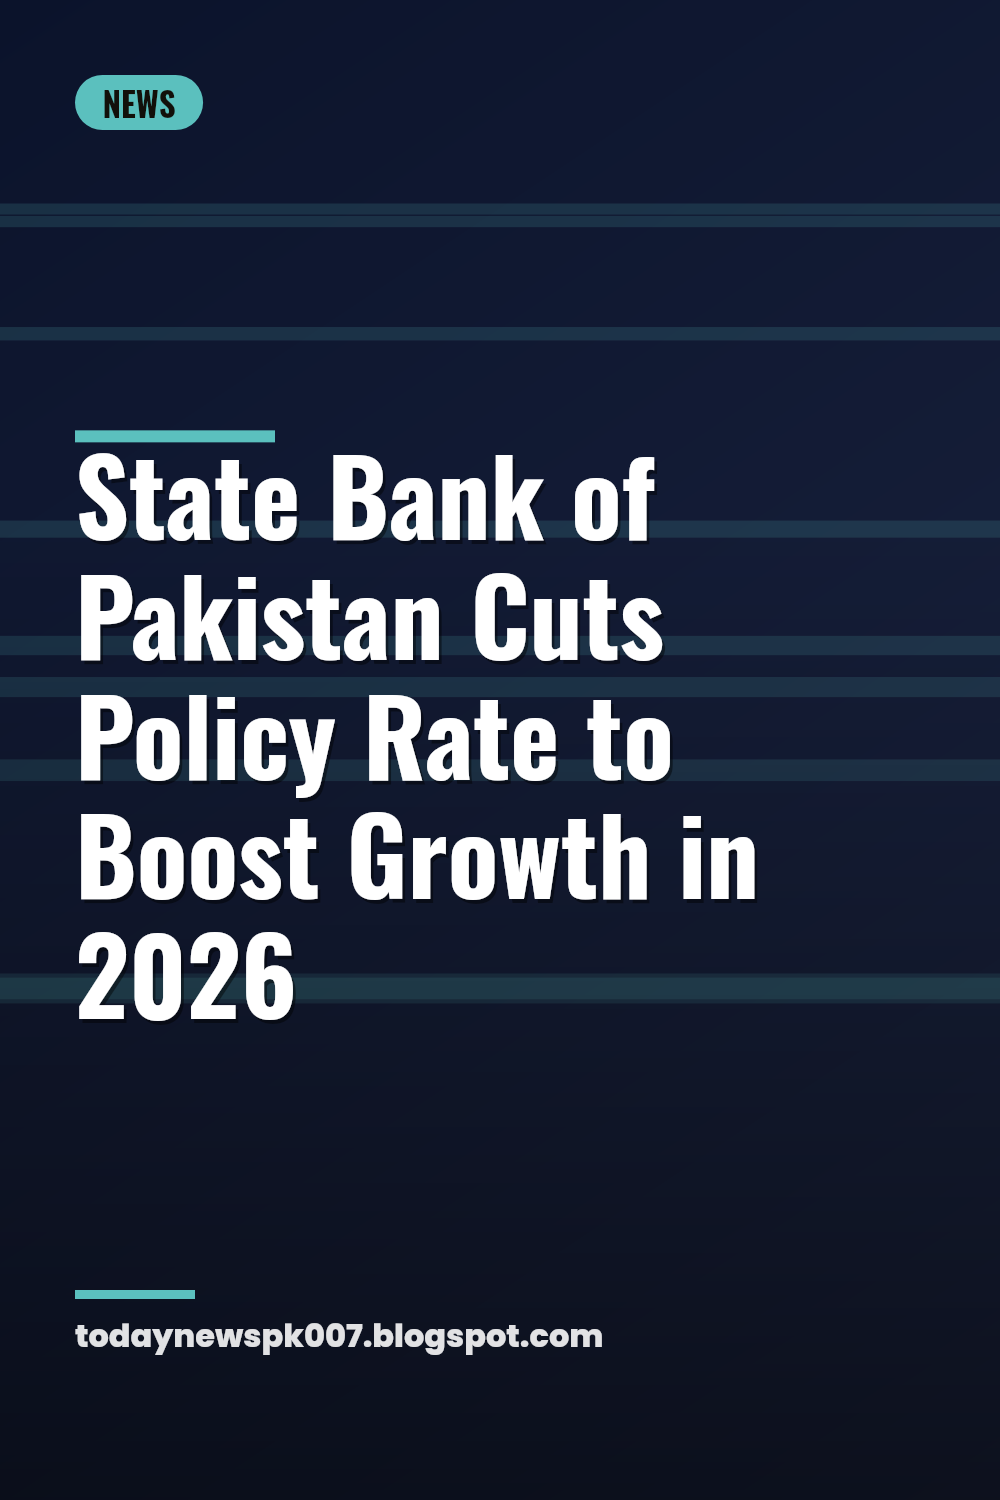 NEWS
State Bank of
Pakistan Cuts
Policy Rate to
Boost Growth in
2026
todaynewspk007.blogspot.com